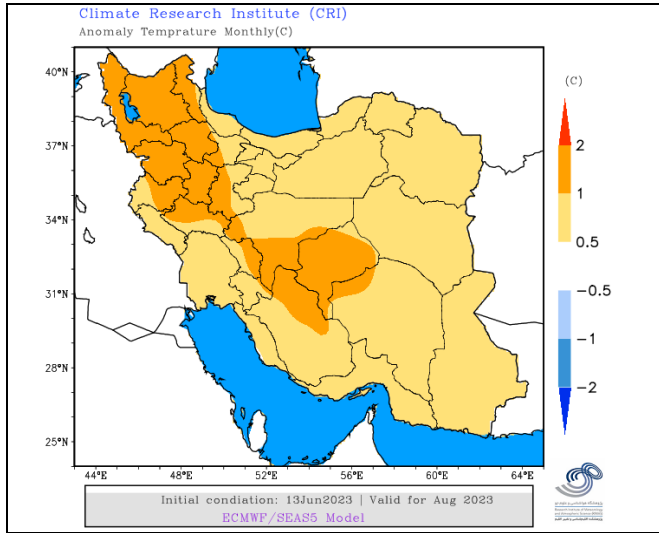 Climate Research Institute (CRI)
Anomaly Temprature Monthly(C)
40°N
37°N
34°N
31°N
28°N
25°N
44°E
48°E
52°E
56°E
60°E
64°E
(C)
2
1
0.5
−0.5
−1
−2
Initial condiation: 13Jun2023 | Valid for Aug 2023
ECMWF/SEAS5 Model